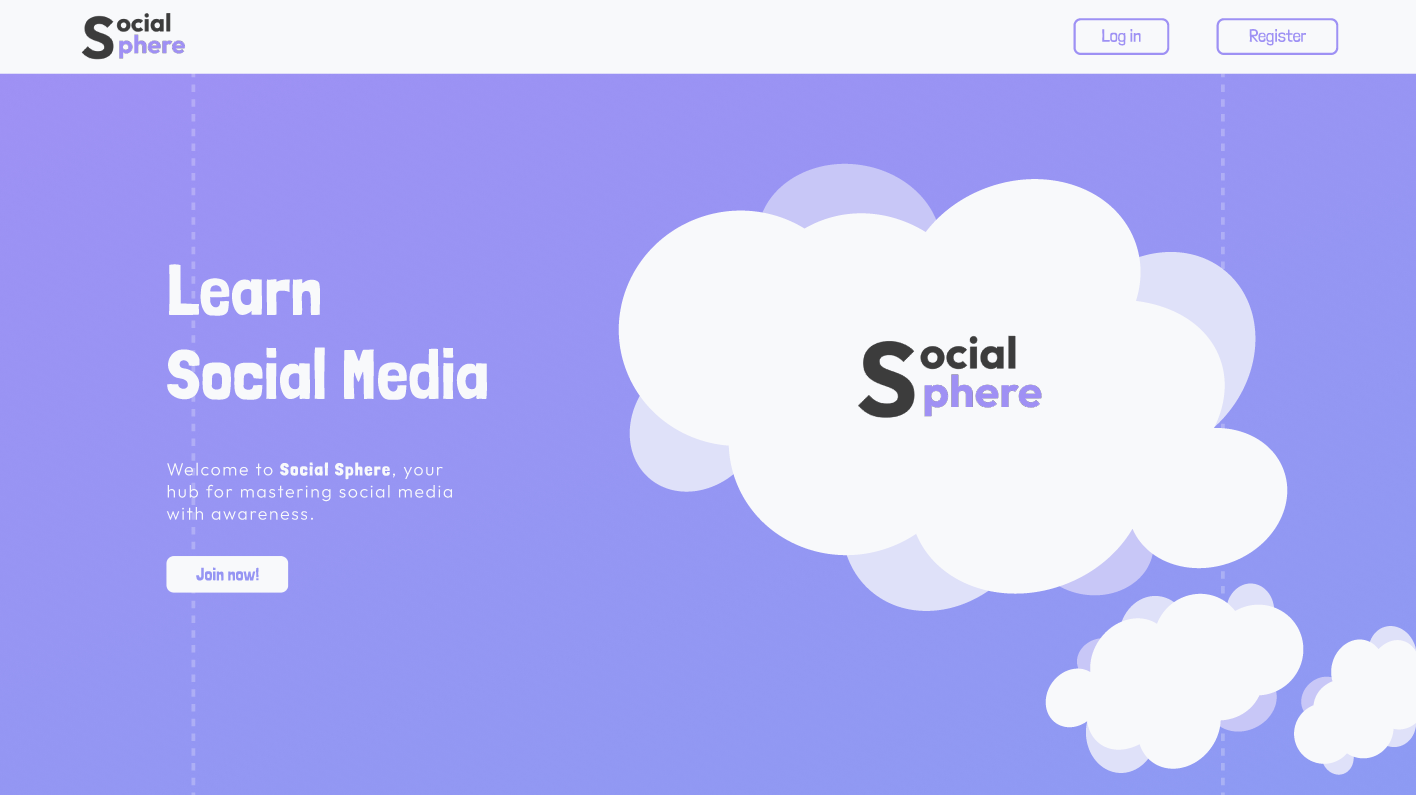 Social
Sphere
Log in
Register
Learn
Social Media
Welcome to Social Sphere, your
hub for mastering social media
with awareness.
Join now!
Social
Sphere